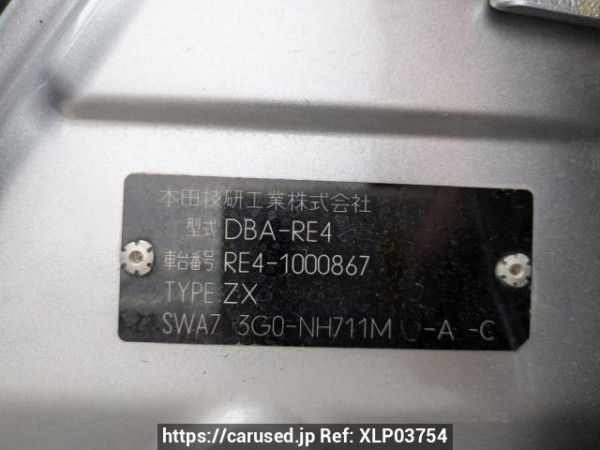 本田技研工業株式会社
型式 DBA-RE4
車台番号 RE4-1000867
TYPE ZX
SWA7 3G0-NH711M -A -C
https://carused.jp Ref: XLP03754